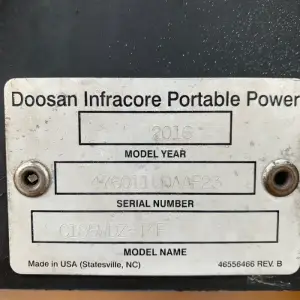 Doosan Infracore Portable Power
2016
MODEL YEAR
SERIAL NUMBER
MODEL NAME
Made in USA (Statesville, NC) 46556466 REV. B